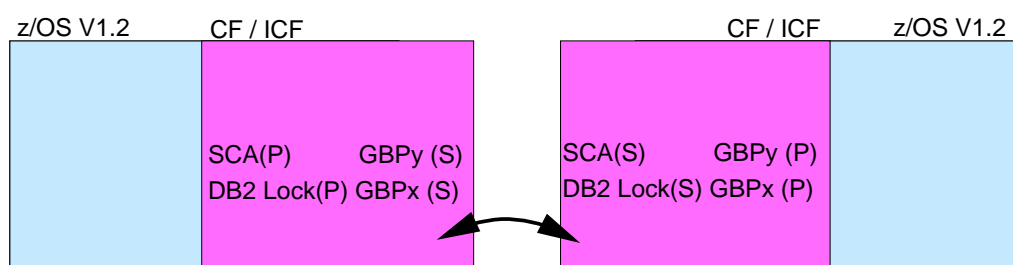 z/OS V1.2 CF / ICF CF / ICF z/OS V1.2
SCA(P) GBPy (S) SCA(S) GBPy (P)
DB2 Lock(P) GBPx (S) DB2 Lock(S) GBPx (P)